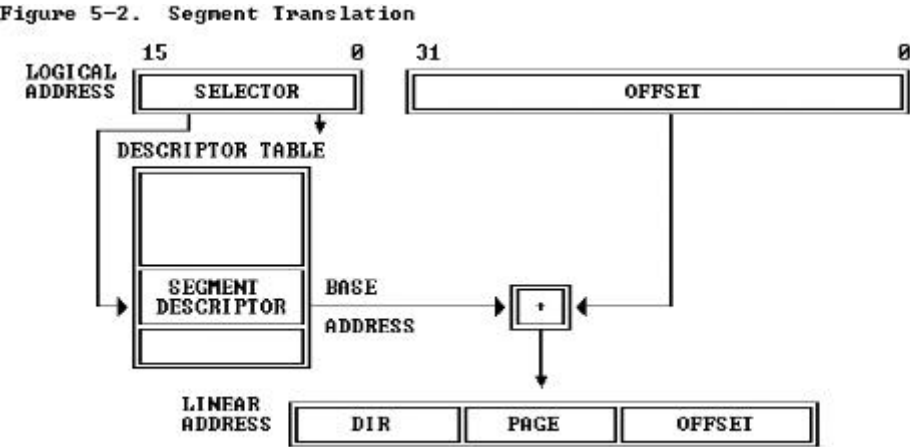 Figure 5-2. Segment Translation
15 0 31 0
LOGICAL
ADDRESS
SELECTOR
OFFSET
DESCRIPTOR TABLE
SEGMENT
DESCRIPTOR
BASE
ADDRESS
+
LINEAR
ADDRESS
DIR
PAGE
OFFSET